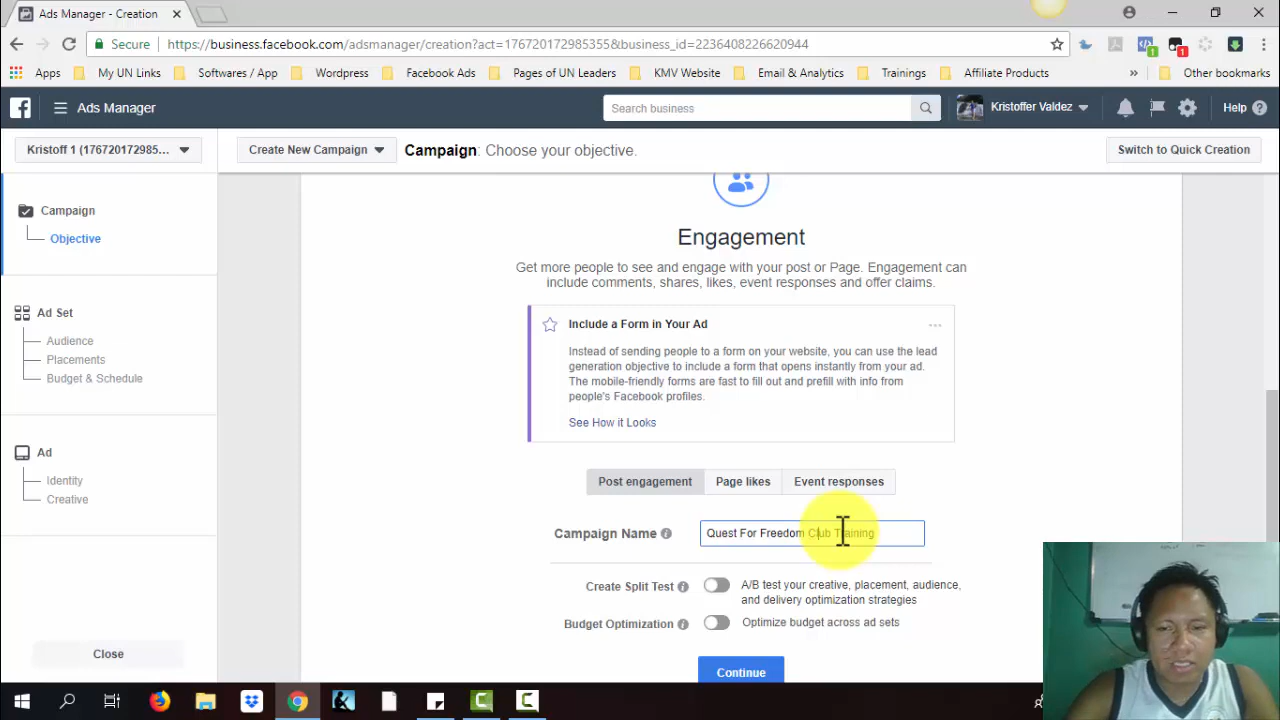 Ads Manager - Creation
Secure https://business.facebook.com/adsmanager/creation?act=176720172985355&business_id=2236408226620944
Apps My UN Links Softwares / App Wordpress Facebook Ads Pages of UN Leaders KMV Website Email & Analytics Trainings Affiliate Products » Other bookmarks
Ads Manager Search business Kristoffer Valdez Help
Kristoff 1 (176720172985... Create New Campaign Campaign: Choose your objective. Switch to Quick Creation
Campaign
Objective
Ad Set
Audience
Placements
Budget & Schedule
Ad
Identity
Creative
Close
Engagement
Get more people to see and engage with your post or Page. Engagement can
include comments, shares, likes, event responses and offer claims.
Include a Form in Your Ad
Instead of sending people to a form on your website, you can use the lead
generation objective to include a form that opens instantly from your ad.
The mobile-friendly forms are fast to fill out and prefill with info from
people's Facebook profiles.
See How it Looks
Post engagement Page likes Event responses
Campaign Name Quest For Freedom Club Training
Create Split Test A/B test your creative, placement, audience,
and delivery optimization strategies
Budget Optimization Optimize budget across ad sets
Continue